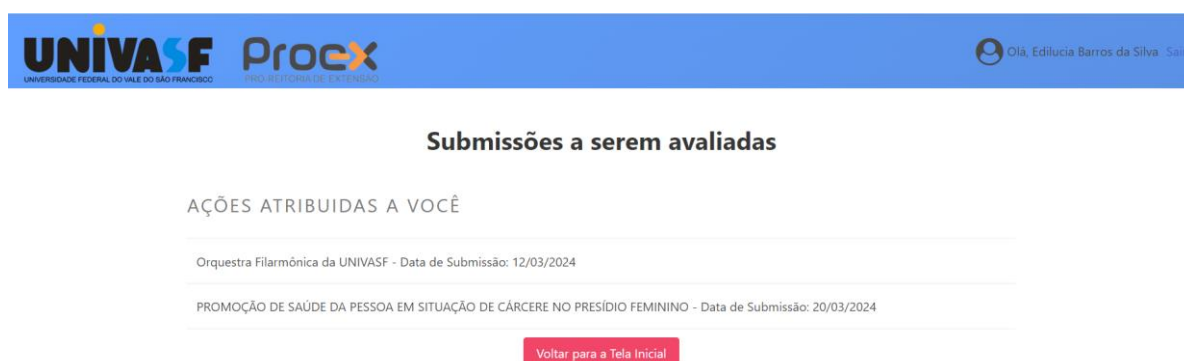 UNIVASF
UNIVERSIDADE FEDERAL DO VALE DO SÃO FRANCISCO
Proex
PRÓ-REITORIA DE EXTENSÃO
Olá, Edilucia Barros da Silva
Submissões a serem avaliadas
AÇÕES ATRIBUIDAS A VOCÊ
Orquestra Filarmônica da UNIVASF - Data de Submissão: 12/03/2024
PROMOÇÃO DE SAÚDE DA PESSOA EM SITUAÇÃO DE CÁRCERE NO PRESÍDIO FEMININO - Data de Submissão: 20/03/2024
Voltar para a Tela Inicial